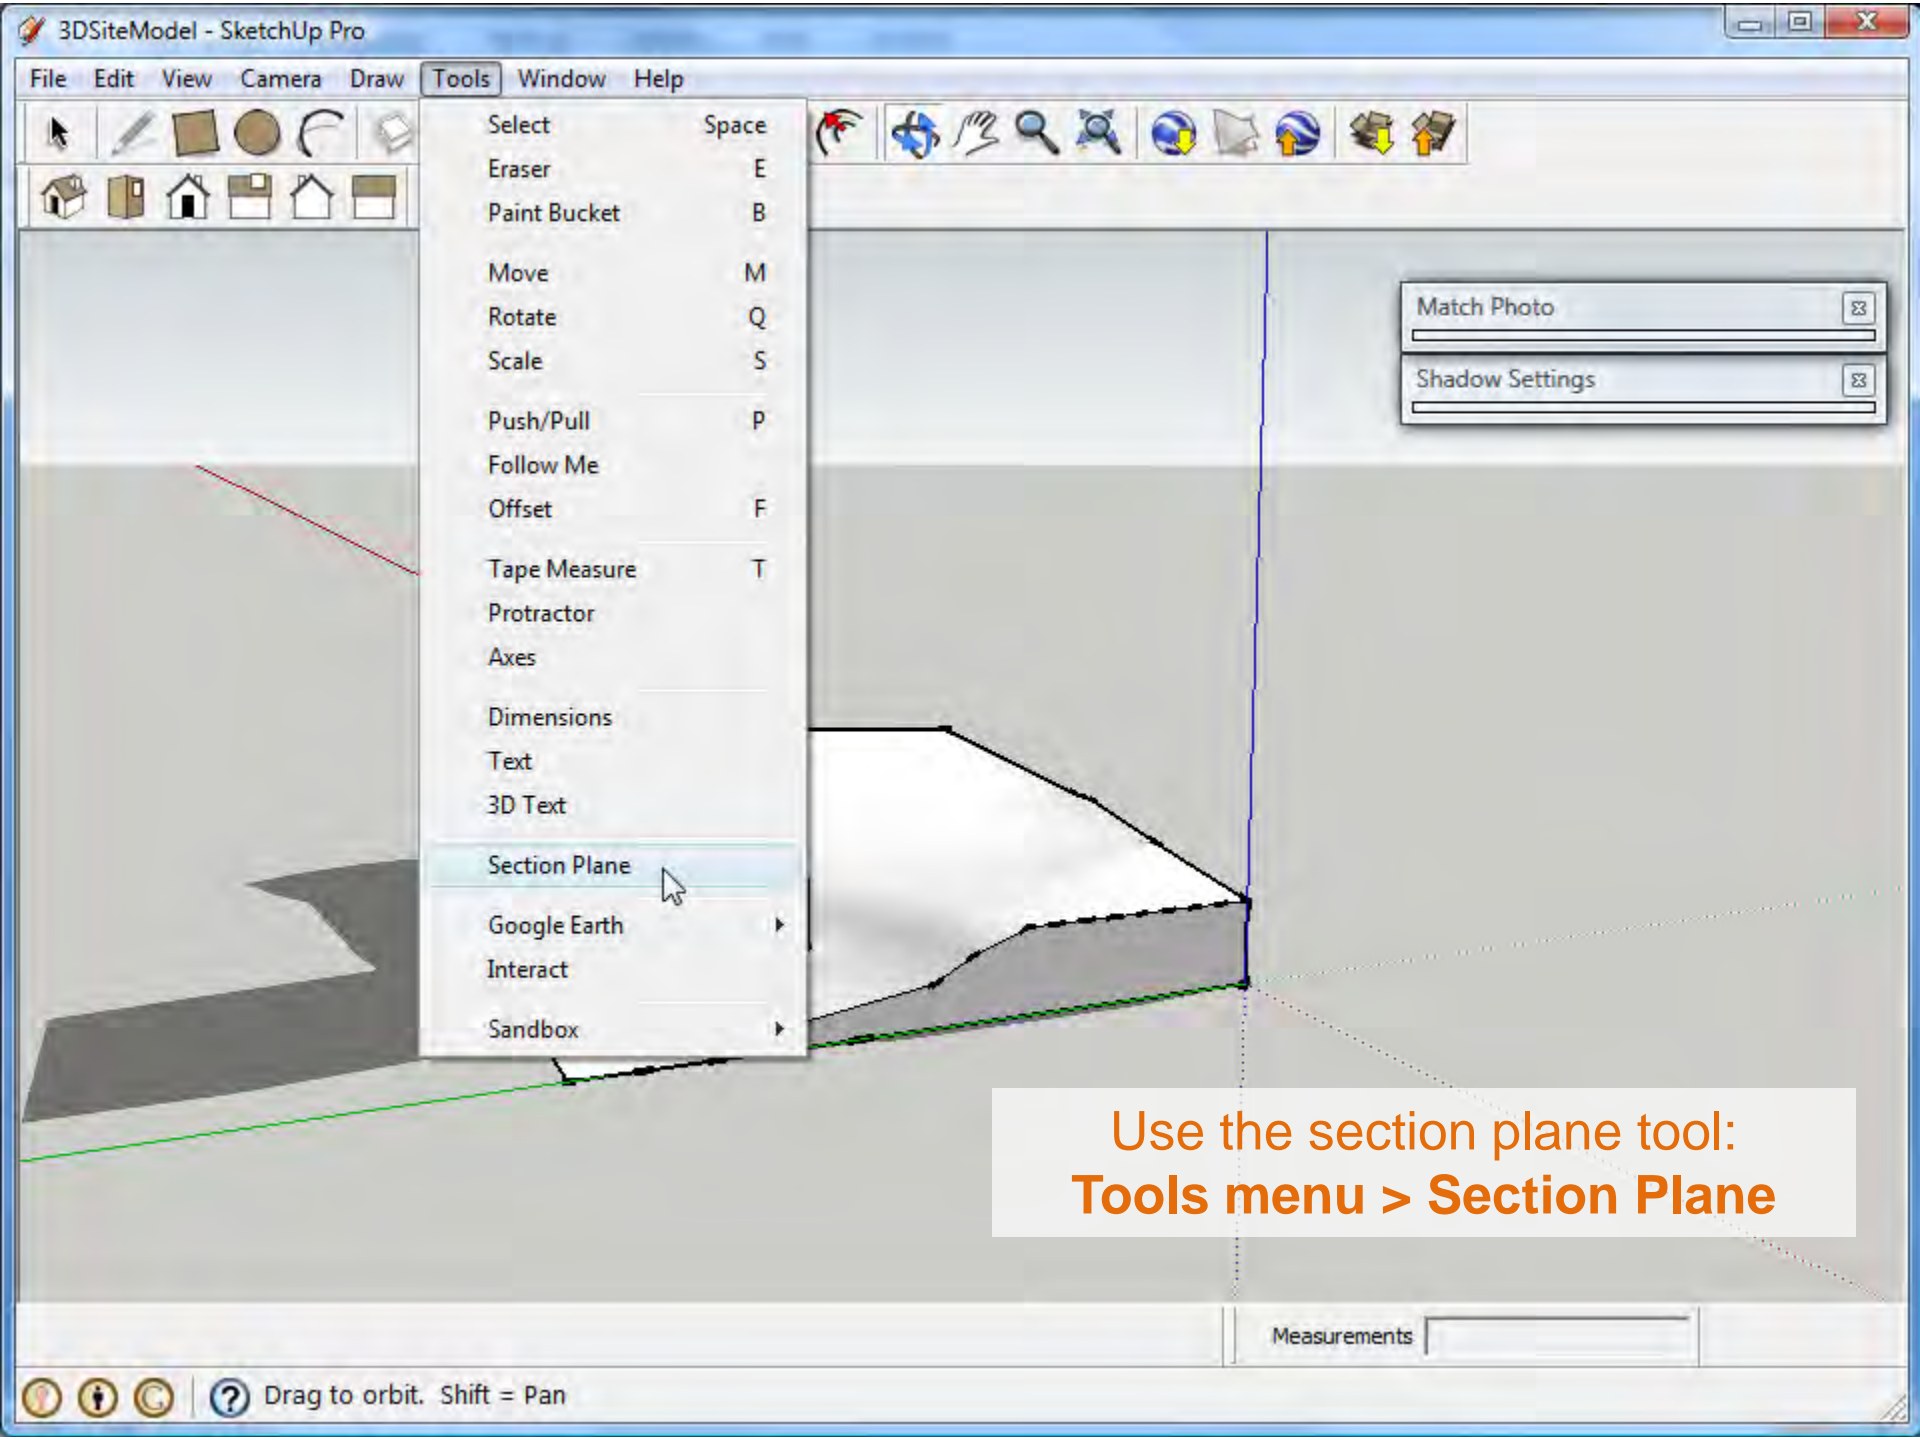 3DSiteModel - SketchUp Pro
File Edit View Camera Draw Tools Window Help
Select Space
Eraser E
Paint Bucket B
Move M
Rotate Q
Scale S
Push/Pull P
Follow Me
Offset F
Tape Measure T
Protractor
Axes
Dimensions
Text
3D Text
Section Plane
Google Earth
Interact
Sandbox
Match Photo
Shadow Settings
Use the section plane tool:
Tools menu > Section Plane
Measurements
Drag to orbit. Shift = Pan